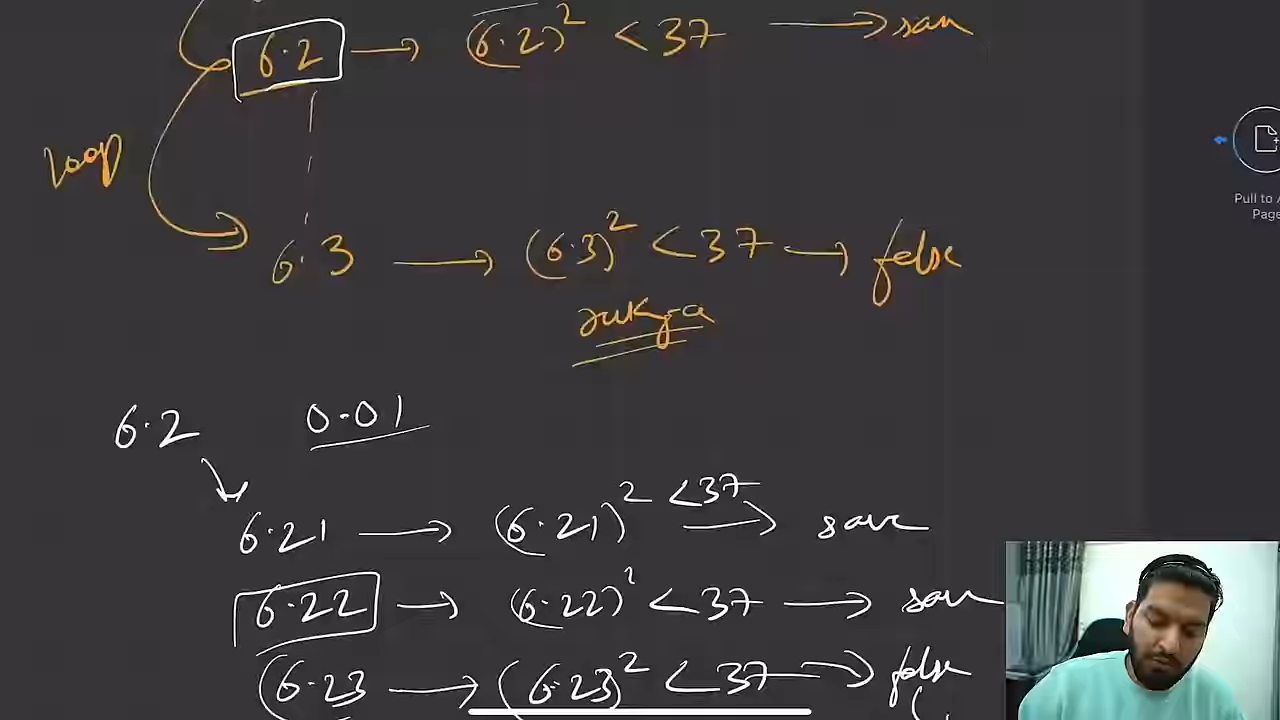 6.2 → (6.2)² < 37 → save
loop
6.3 → (6.3)² < 37 → false
rukgya
6.2 0.01
6.21 → (6.21)² < 37 → save
6.22 → (6.22)² < 37 → save
6.23 → (6.23)² < 37 → false
Pull to
Page